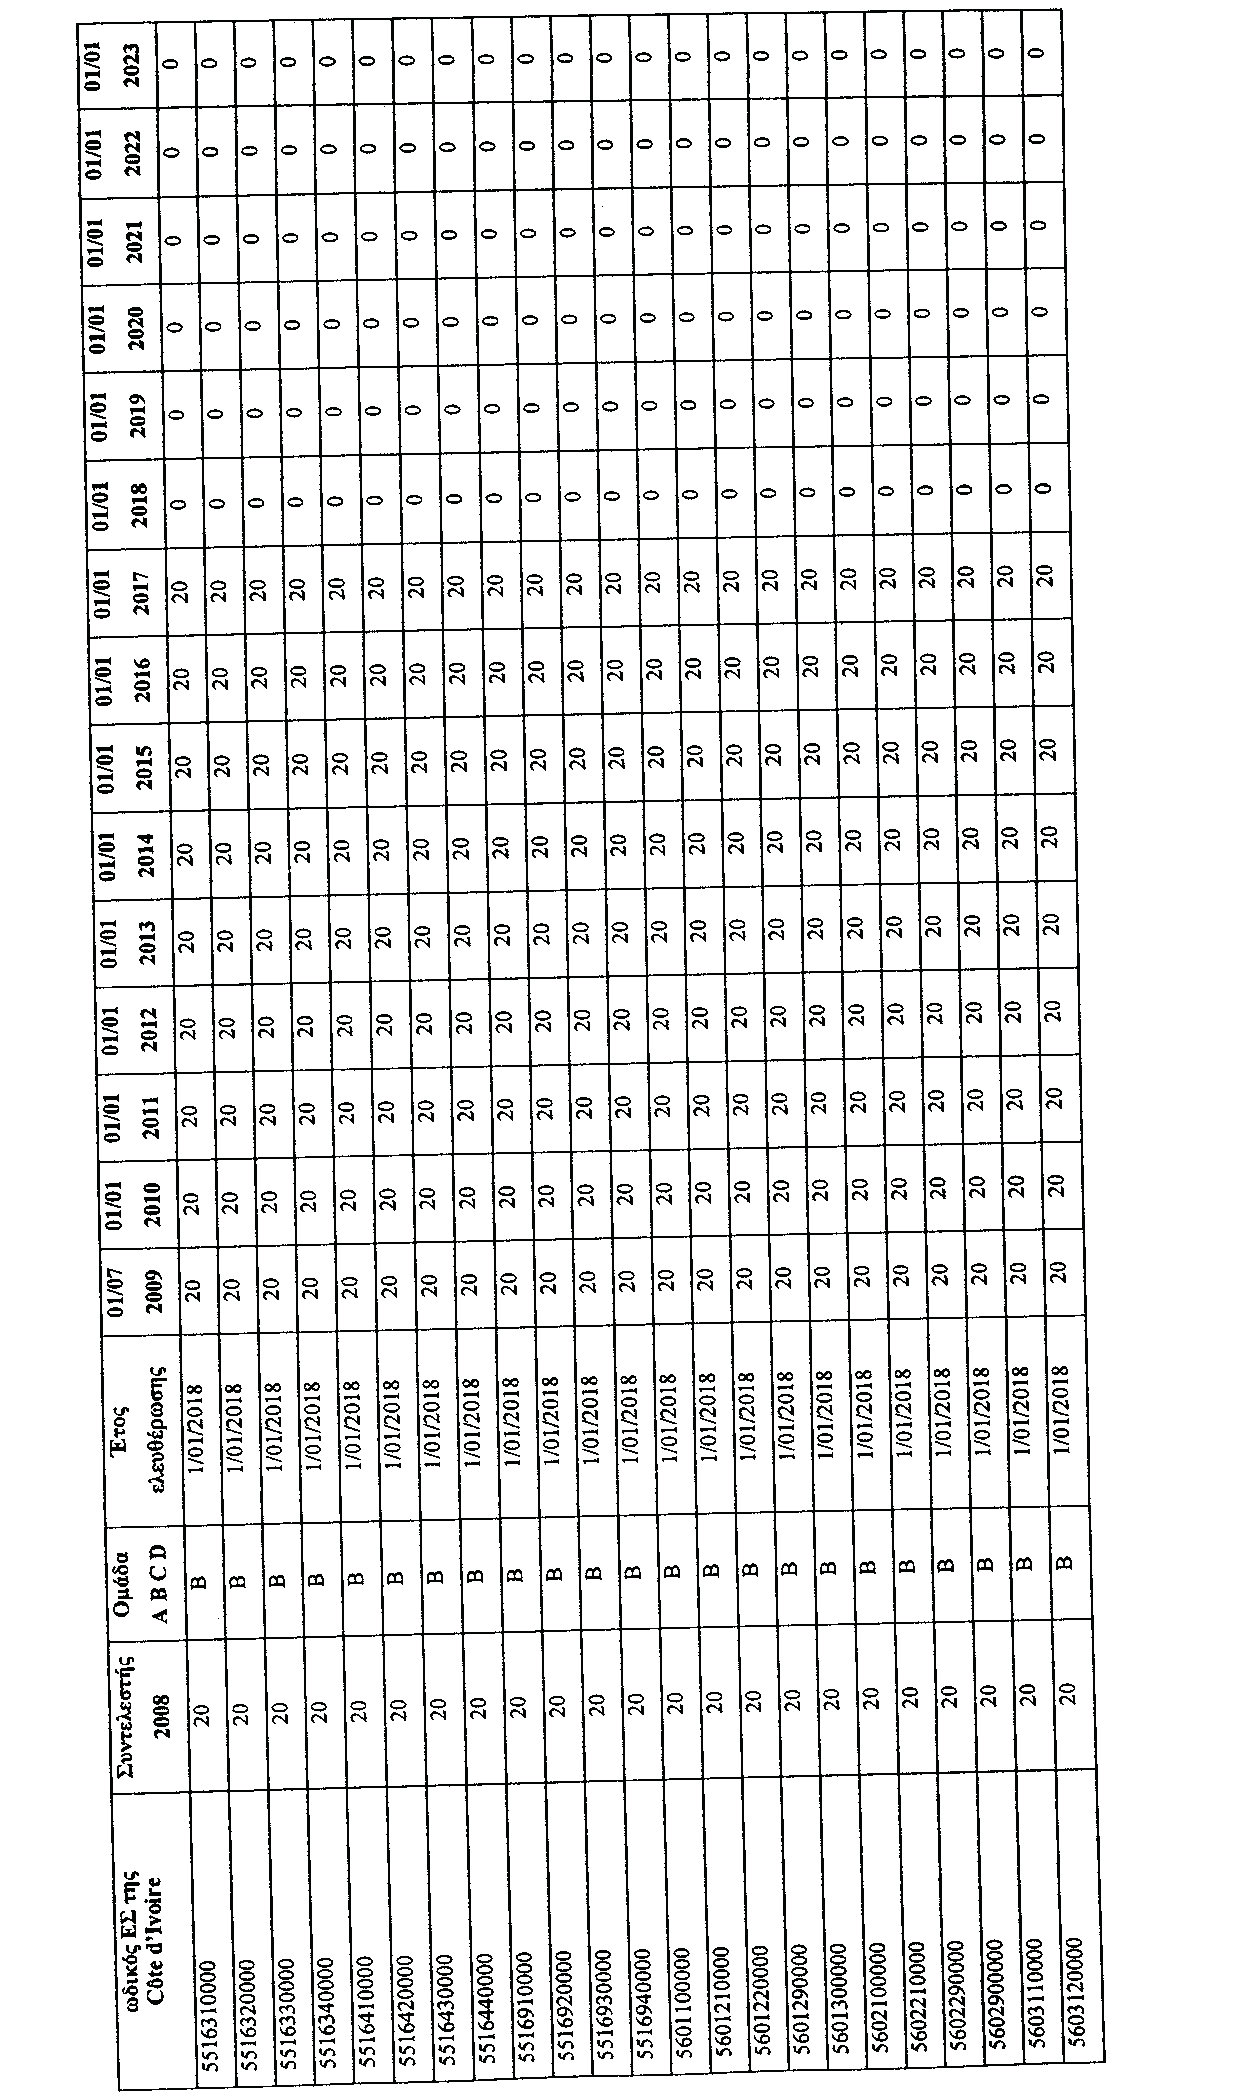 ωδικός ΕΣ της Συντελεστής Ομάδα Έτος 01/07 01/01 01/01 01/01 01/01 01/01 01/01 01/01 01/01 01/01 01/01 01/01 01/01 01/01 01/01
Côte d'Ivoire 2008 A B C D ελευθέρωσης 2009 2010 2011 2012 2013 2014 2015 2016 2017 2018 2019 2020 2021 2022 2023
5516310000 20 B 1/01/2018 20 20 20 20 20 20 20 20 20 0 0 0 0 0 0
5516320000 20 B 1/01/2018 20 20 20 20 20 20 20 20 20 0 0 0 0 0 0
5516330000 20 B 1/01/2018 20 20 20 20 20 20 20 20 20 0 0 0 0 0 0
5516340000 20 B 1/01/2018 20 20 20 20 20 20 20 20 20 0 0 0 0 0 0
5516410000 20 B 1/01/2018 20 20 20 20 20 20 20 20 20 0 0 0 0 0 0
5516420000 20 B 1/01/2018 20 20 20 20 20 20 20 20 20 0 0 0 0 0 0
5516430000 20 B 1/01/2018 20 20 20 20 20 20 20 20 20 0 0 0 0 0 0
5516440000 20 B 1/01/2018 20 20 20 20 20 20 20 20 20 0 0 0 0 0 0
5516910000 20 B 1/01/2018 20 20 20 20 20 20 20 20 20 0 0 0 0 0 0
5516920000 20 B 1/01/2018 20 20 20 20 20 20 20 20 20 0 0 0 0 0 0
5516930000 20 B 1/01/2018 20 20 20 20 20 20 20 20 20 0 0 0 0 0 0
5516940000 20 B 1/01/2018 20 20 20 20 20 20 20 20 20 0 0 0 0 0 0
5601100000 20 B 1/01/2018 20 20 20 20 20 20 20 20 20 0 0 0 0 0 0
5601210000 20 B 1/01/2018 20 20 20 20 20 20 20 20 20 0 0 0 0 0 0
5601220000 20 B 1/01/2018 20 20 20 20 20 20 20 20 20 0 0 0 0 0 0
5601290000 20 B 1/01/2018 20 20 20 20 20 20 20 20 20 0 0 0 0 0 0
5601300000 20 B 1/01/2018 20 20 20 20 20 20 20 20 20 0 0 0 0 0 0
5602100000 20 B 1/01/2018 20 20 20 20 20 20 20 20 20 0 0 0 0 0 0
5602210000 20 B 1/01/2018 20 20 20 20 20 20 20 20 20 0 0 0 0 0 0
5602290000 20 B 1/01/2018 20 20 20 20 20 20 20 20 20 0 0 0 0 0 0
5602900000 20 B 1/01/2018 20 20 20 20 20 20 20 20 20 0 0 0 0 0 0
5603110000 20 B 1/01/2018 20 20 20 20 20 20 20 20 20 0 0 0 0 0 0
5603120000 20 B 1/01/2018 20 20 20 20 20 20 20 20 20 0 0 0 0 0 0